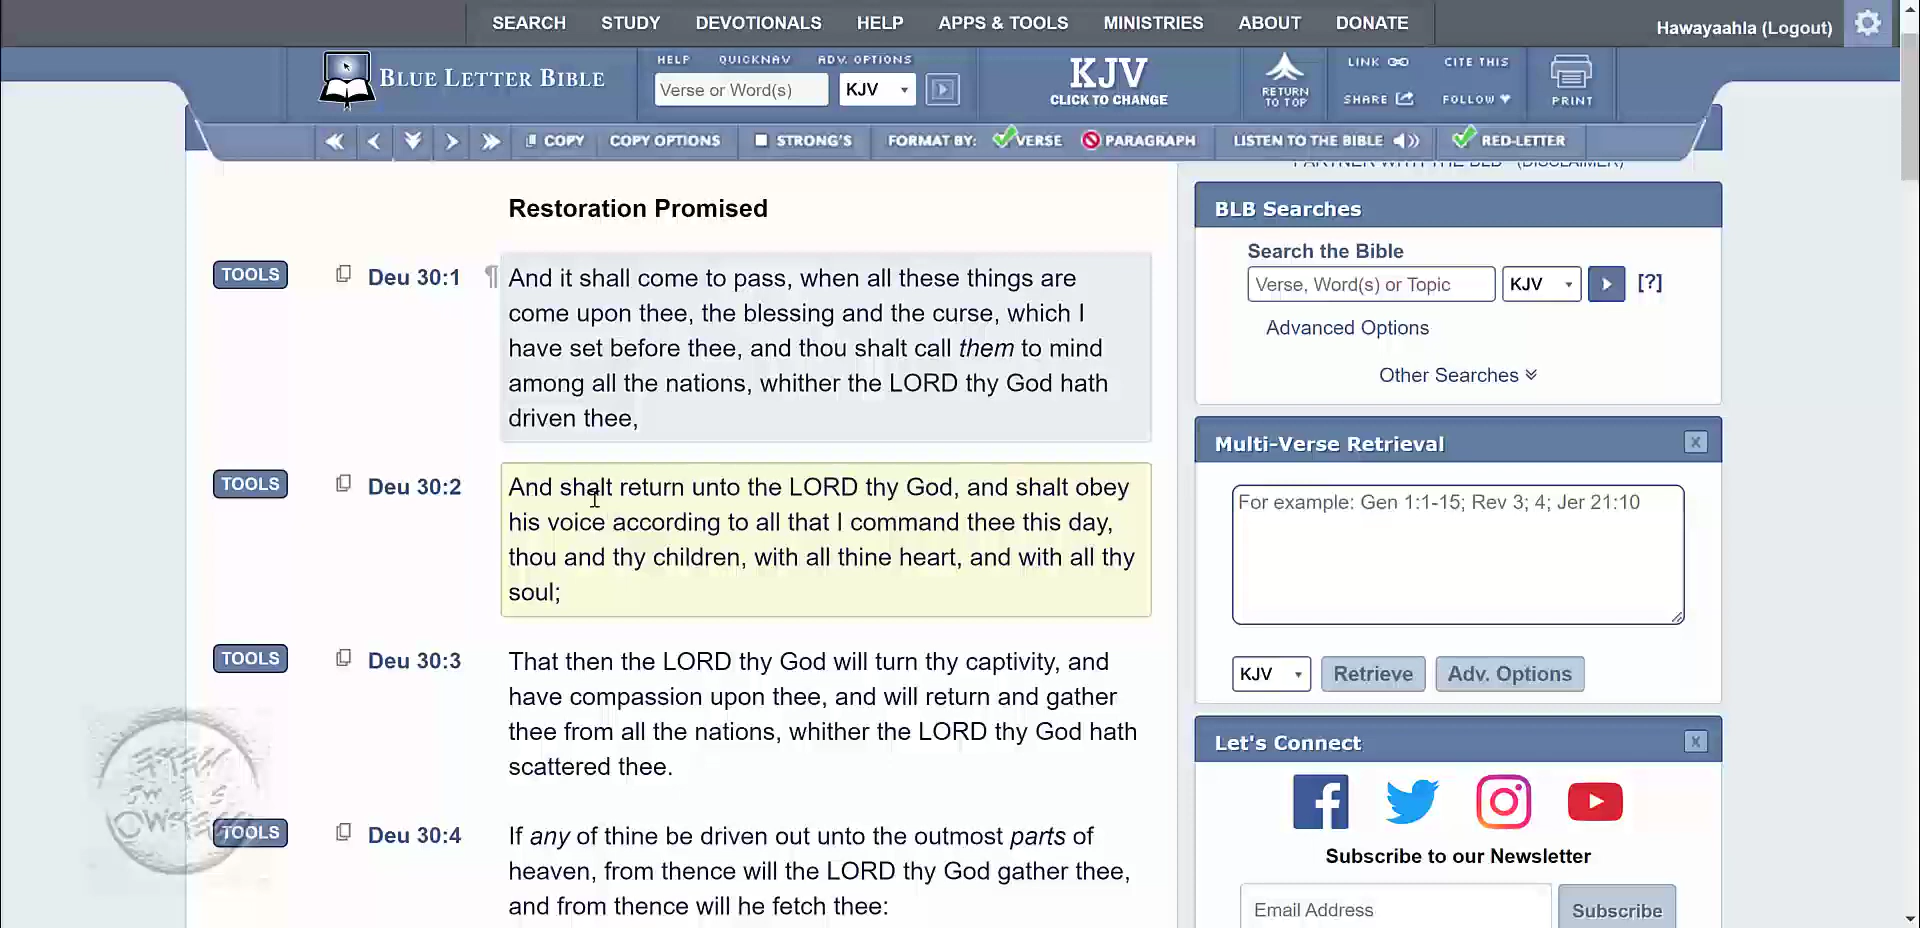 SEARCH STUDY DEVOTIONALS HELP APPS & TOOLS MINISTRIES ABOUT DONATE
Hawayaahla (Logout)
BLUE LETTER BIBLE
HELP QUICKNAV ADV. OPTIONS
Verse or Word(s) KJV
KJV
CLICK TO CHANGE
RETURN
TO TOP
LINK CITE THIS
SHARE FOLLOW
PRINT
COPY COPY OPTIONS STRONG'S FORMAT BY: VERSE PARAGRAPH LISTEN TO THE BIBLE RED-LETTER
PARTNER WITH THE BLB (DISCLAIMER)
Restoration Promised
TOOLS Deu 30:1 ¶ And it shall come to pass, when all these things are
come upon thee, the blessing and the curse, which I
have set before thee, and thou shalt call them to mind
among all the nations, whither the LORD thy God hath
driven thee,
TOOLS Deu 30:2 And shalt return unto the LORD thy God, and shalt obey
his voice according to all that I command thee this day,
thou and thy children, with all thine heart, and with all thy
soul;
TOOLS Deu 30:3 That then the LORD thy God will turn thy captivity, and
have compassion upon thee, and will return and gather
thee from all the nations, whither the LORD thy God hath
scattered thee.
TOOLS Deu 30:4 If any of thine be driven out unto the outmost parts of
heaven, from thence will the LORD thy God gather thee,
and from thence will he fetch thee:
BLB Searches
Search the Bible
Verse, Word(s) or Topic KJV [?]
Advanced Options
Other Searches
Multi-Verse Retrieval X
For example: Gen 1:1-15; Rev 3; 4; Jer 21:10
KJV Retrieve Adv. Options
Let's Connect X
Subscribe to our Newsletter
Email Address Subscribe